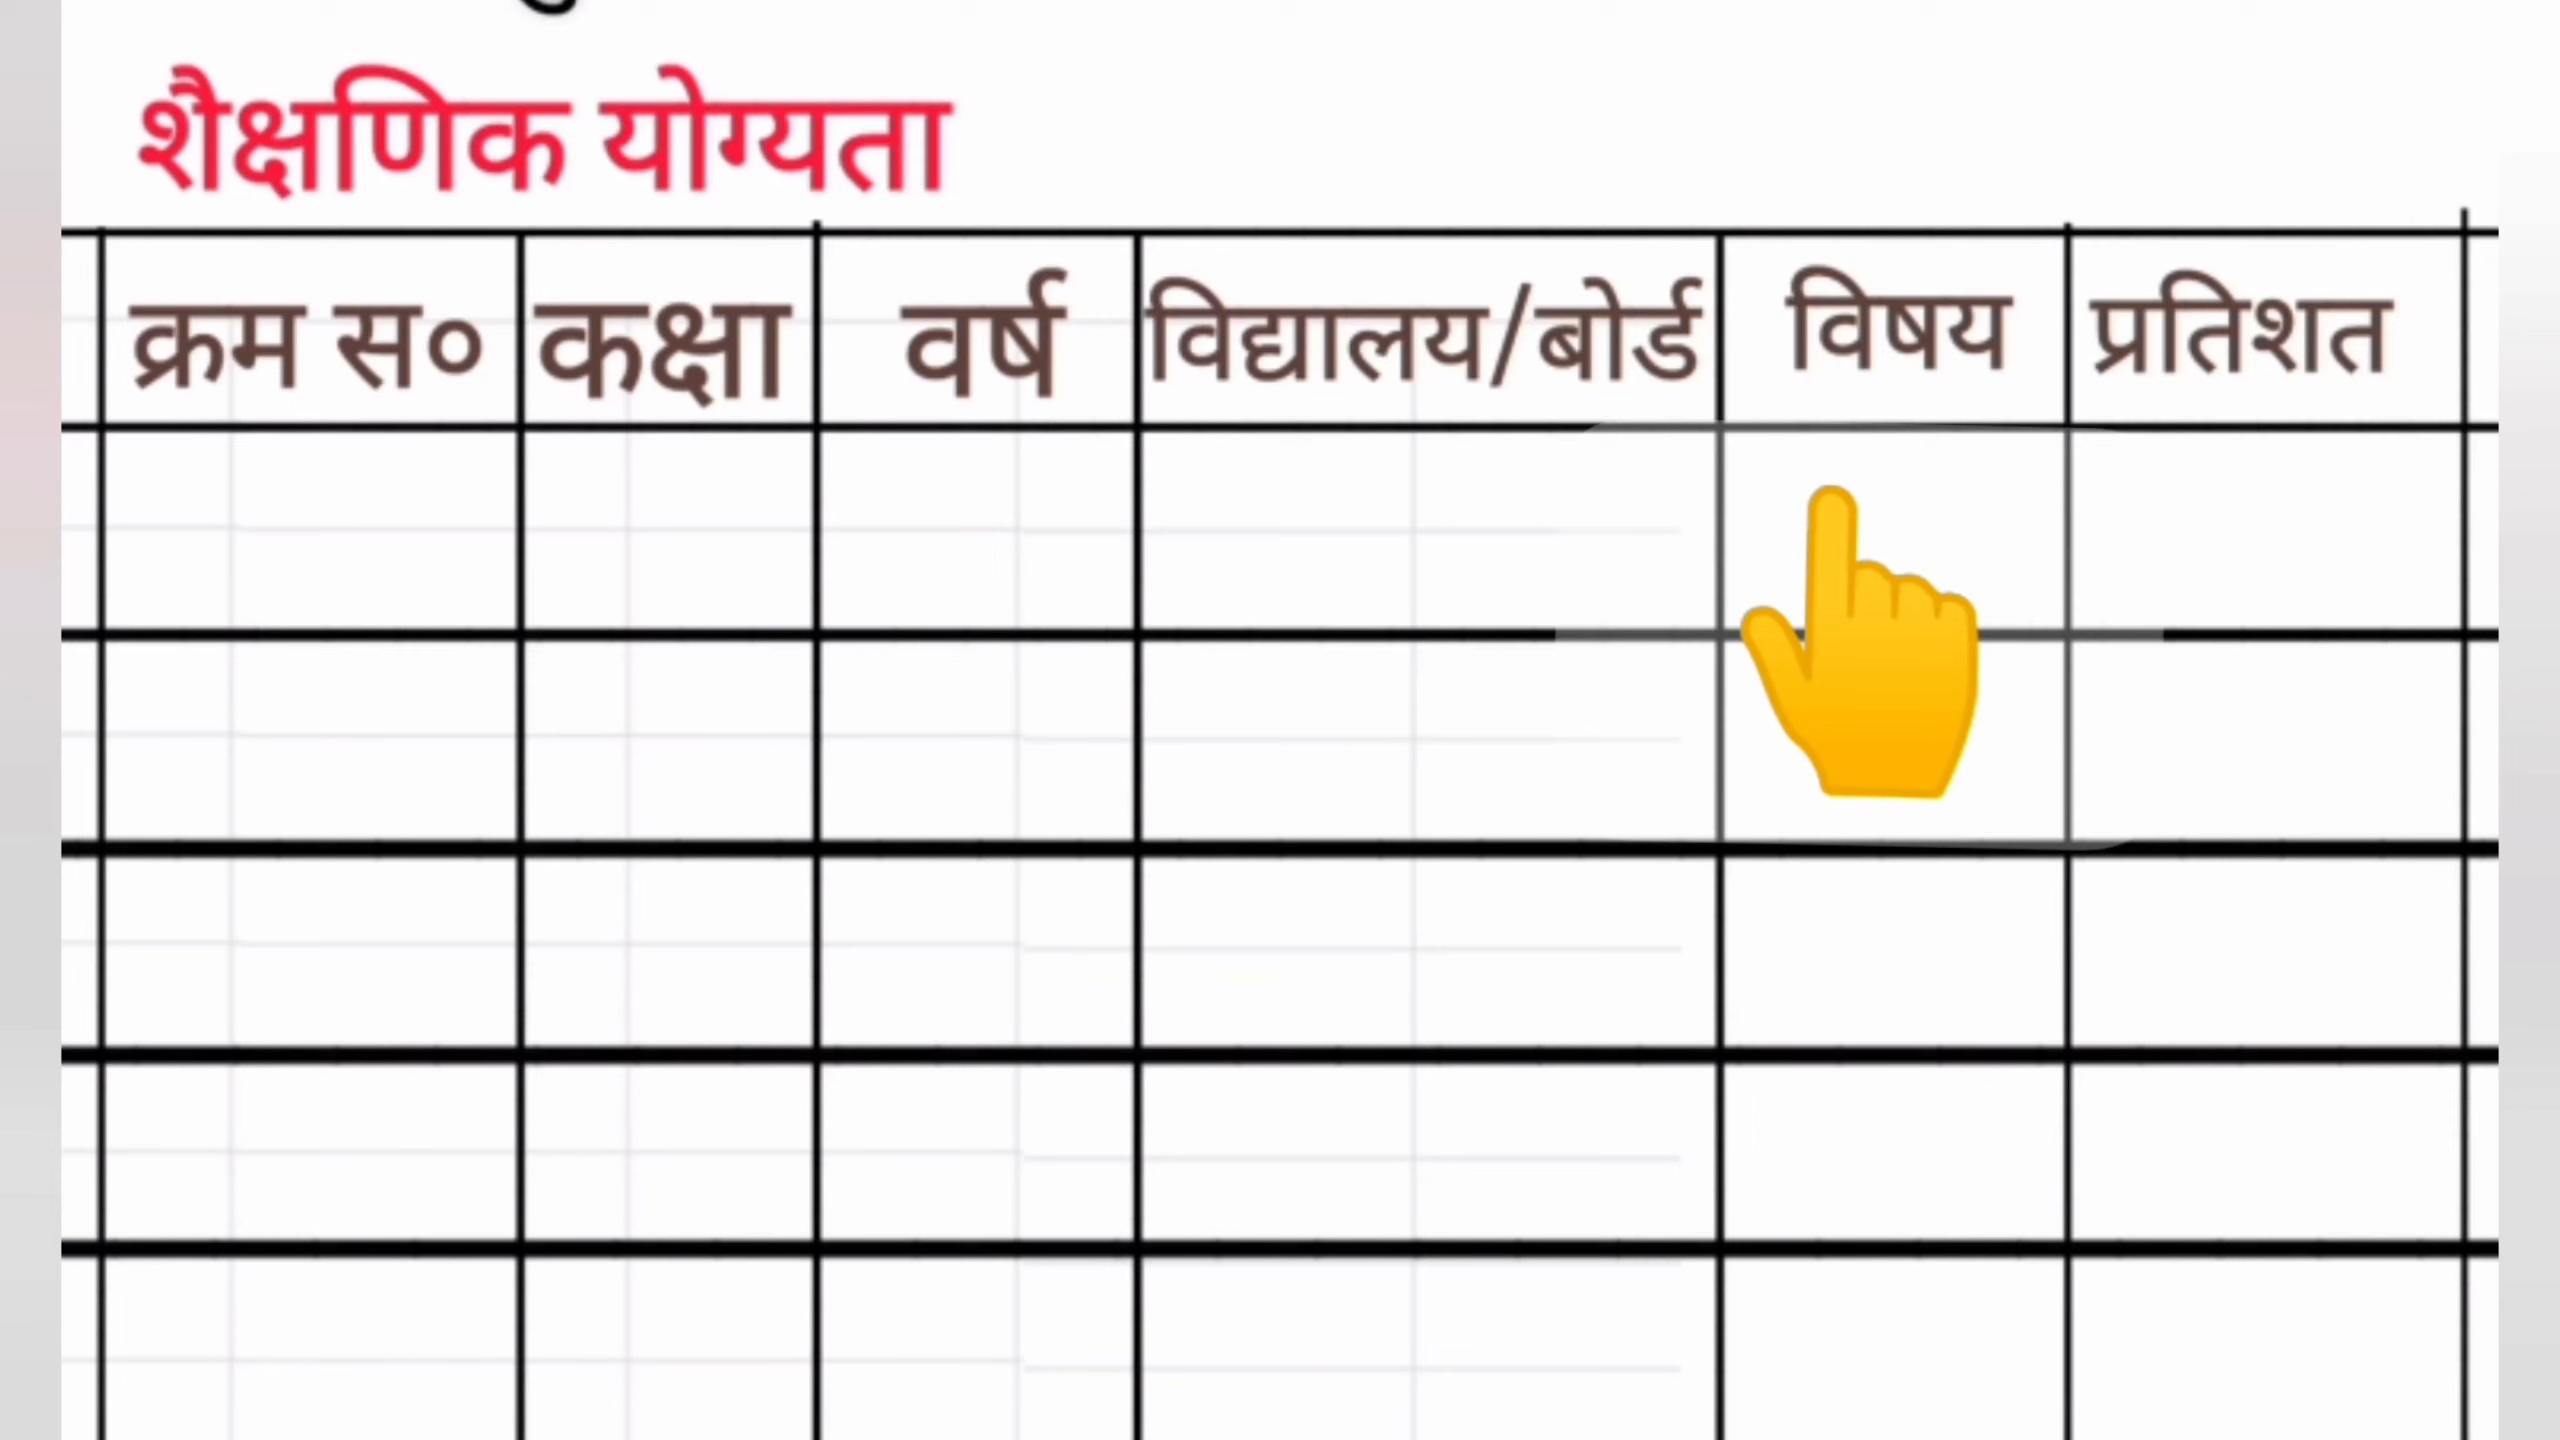 शैक्षणिक योग्यता
क्रम स० कक्षा वर्ष विद्यालय/बोर्ड विषय प्रतिशत